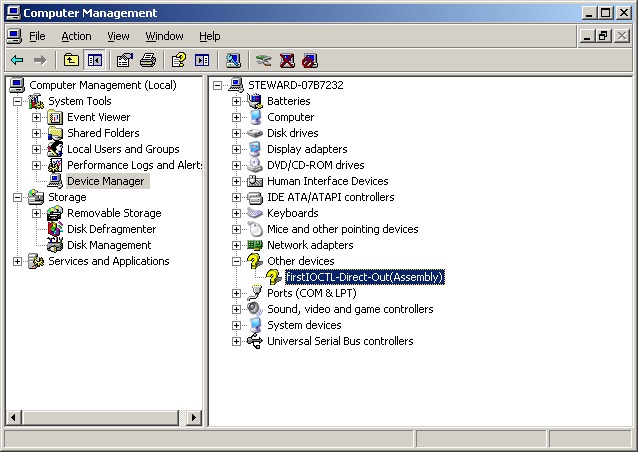 Computer Management
File Action View Window Help
Computer Management (Local)
System Tools
Event Viewer
Shared Folders
Local Users and Groups
Performance Logs and Alerts
Device Manager
Storage
Removable Storage
Disk Defragmenter
Disk Management
Services and Applications
STEWARD-07B7232
Batteries
Computer
Disk drives
Display adapters
DVD/CD-ROM drives
Human Interface Devices
IDE ATA/ATAPI controllers
Keyboards
Mice and other pointing devices
Network adapters
Other devices
firstIOCTL-Direct-Out(Assembly)
Ports (COM & LPT)
Sound, video and game controllers
System devices
Universal Serial Bus controllers